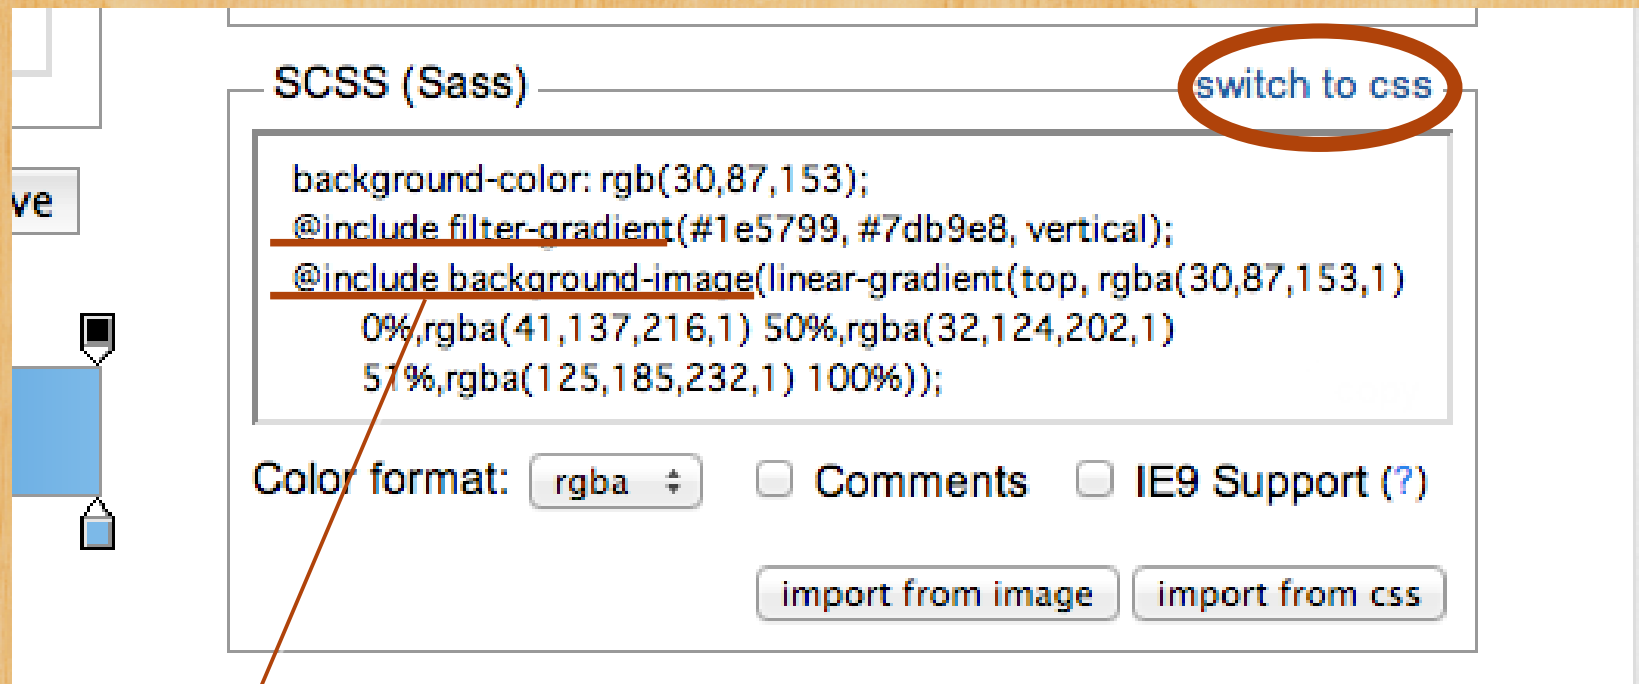 SCSS (Sass)
switch to css
background-color: rgb(30,87,153);
@include filter-gradient(#1e5799, #7db9e8, vertical);
@include background-image(linear-gradient(top, rgba(30,87,153,1)
0%,rgba(41,137,216,1) 50%,rgba(32,124,202,1)
51%,rgba(125,185,232,1) 100%));
ve
Color format: rgba Comments IE9 Support (?)
import from image import from css